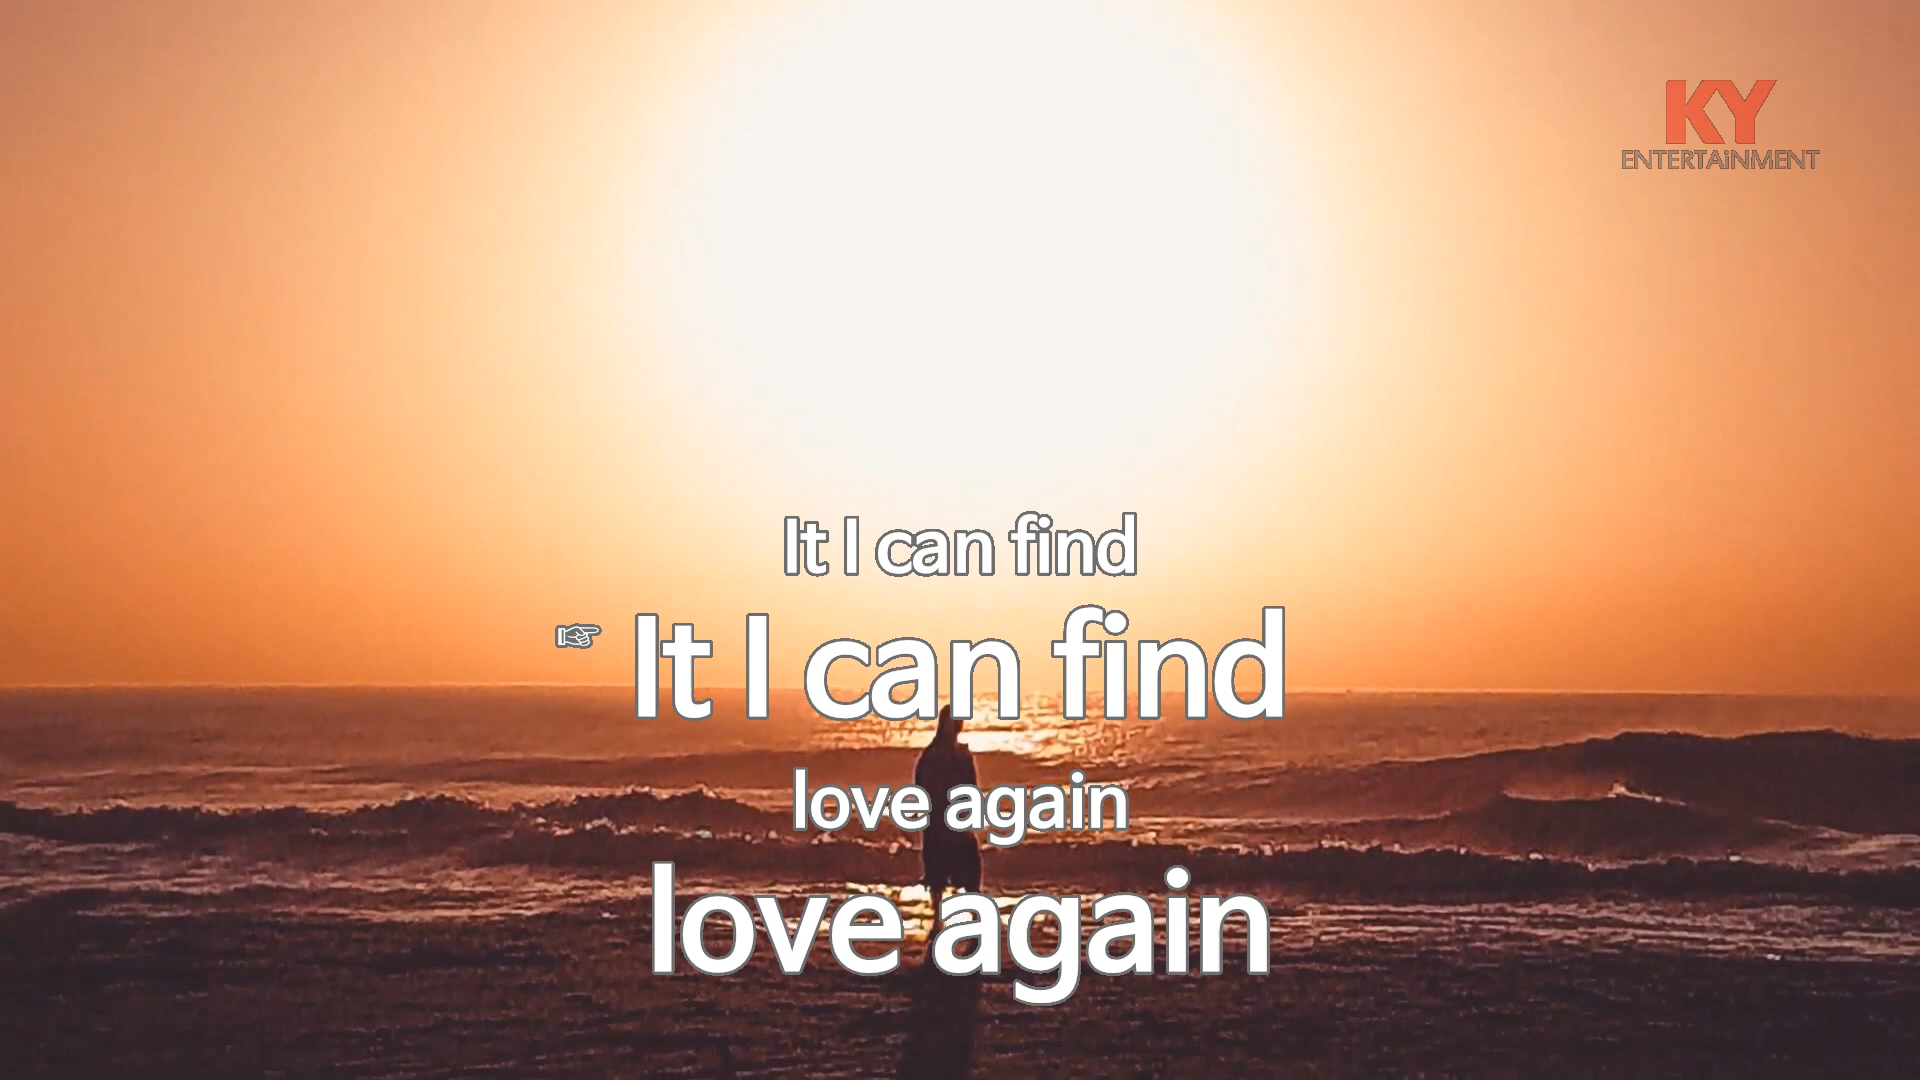 KY
ENTERTAiNMENT
It I can find
☞ It I can find
love again
love again